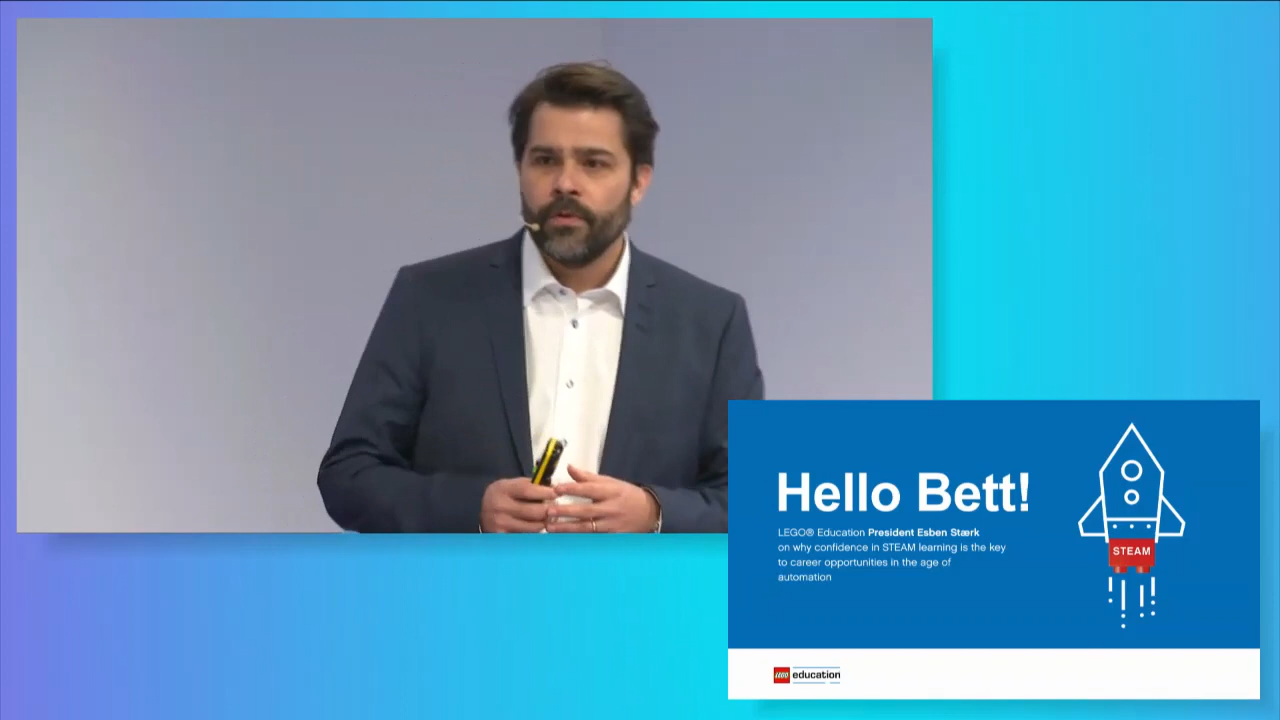 Hello Bett!
LEGO® Education President Esben Stærk
on why confidence in STEAM learning is the key
to career opportunities in the age of
automation
STEAM
LEGO education